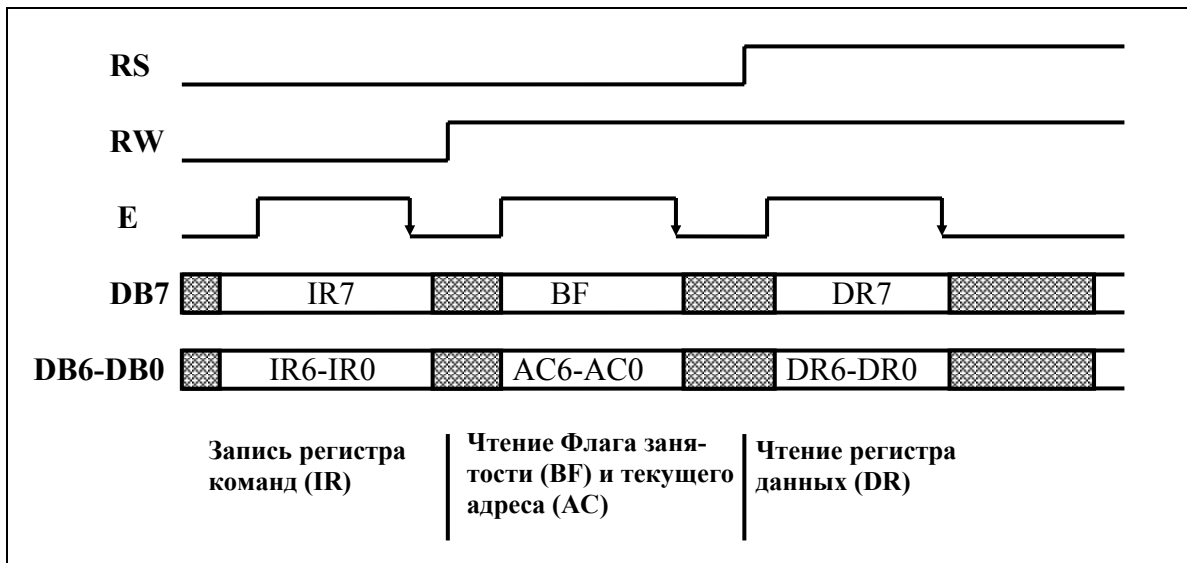 RS
RW
E
DB7 IR7 BF DR7
DB6-DB0 IR6-IR0 AC6-AC0 DR6-DR0
Запись регистра
команд (IR)
Чтение Флага заня-
тости (BF) и текущего
адреса (AC)
Чтение регистра
данных (DR)